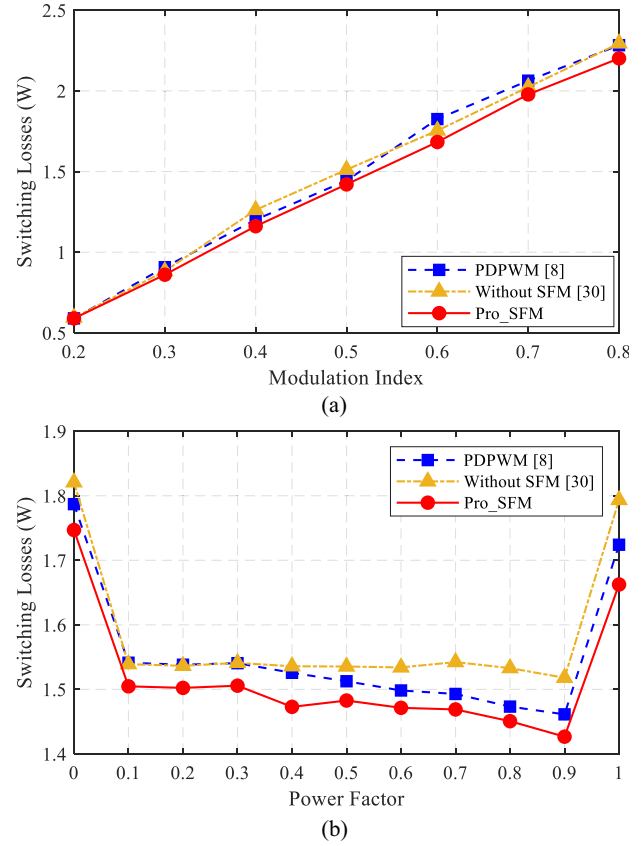 2.5
2
1.5
1
0.5
Switching Losses (W)
PDPWM [8]
Without SFM [30]
Pro_SFM
0.2 0.3 0.4 0.5 0.6 0.7 0.8
Modulation Index
(a)
1.9
1.8
1.7
1.6
1.5
1.4
Switching Losses (W)
PDPWM [8]
Without SFM [30]
Pro_SFM
0 0.1 0.2 0.3 0.4 0.5 0.6 0.7 0.8 0.9 1
Power Factor
(b)